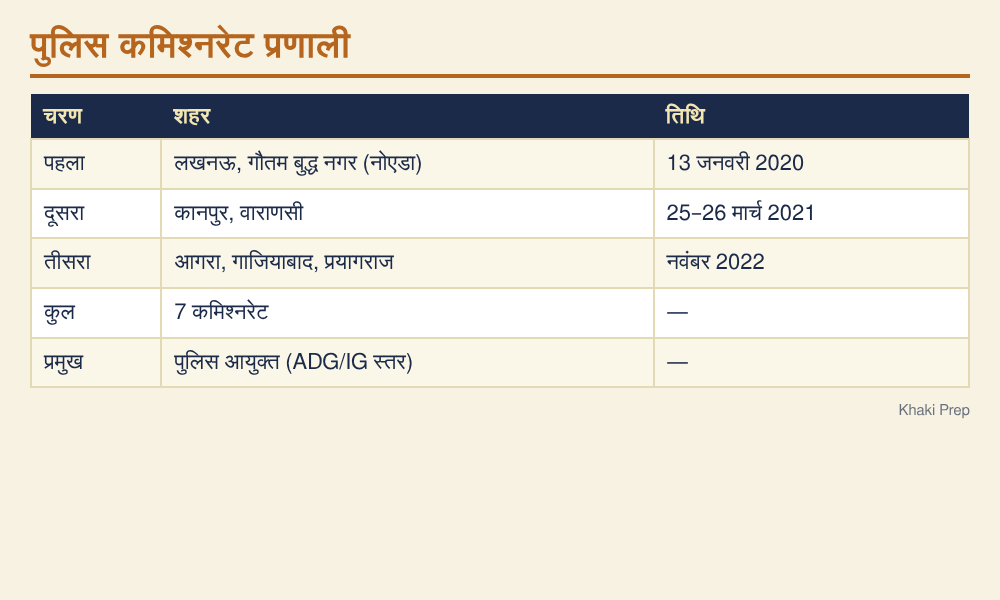 पुलिस कमिश्नरेट प्रणाली
चरण शहर तिथि
पहला लखनऊ, गौतम बुद्ध नगर (नोएडा) 13 जनवरी 2020
दूसरा कानपुर, वाराणसी 25–26 मार्च 2021
तीसरा आगरा, गाजियाबाद, प्रयागराज नवंबर 2022
कुल 7 कमिश्नरेट —
प्रमुख पुलिस आयुक्त (ADG/IG स्तर) —
Khaki Prep